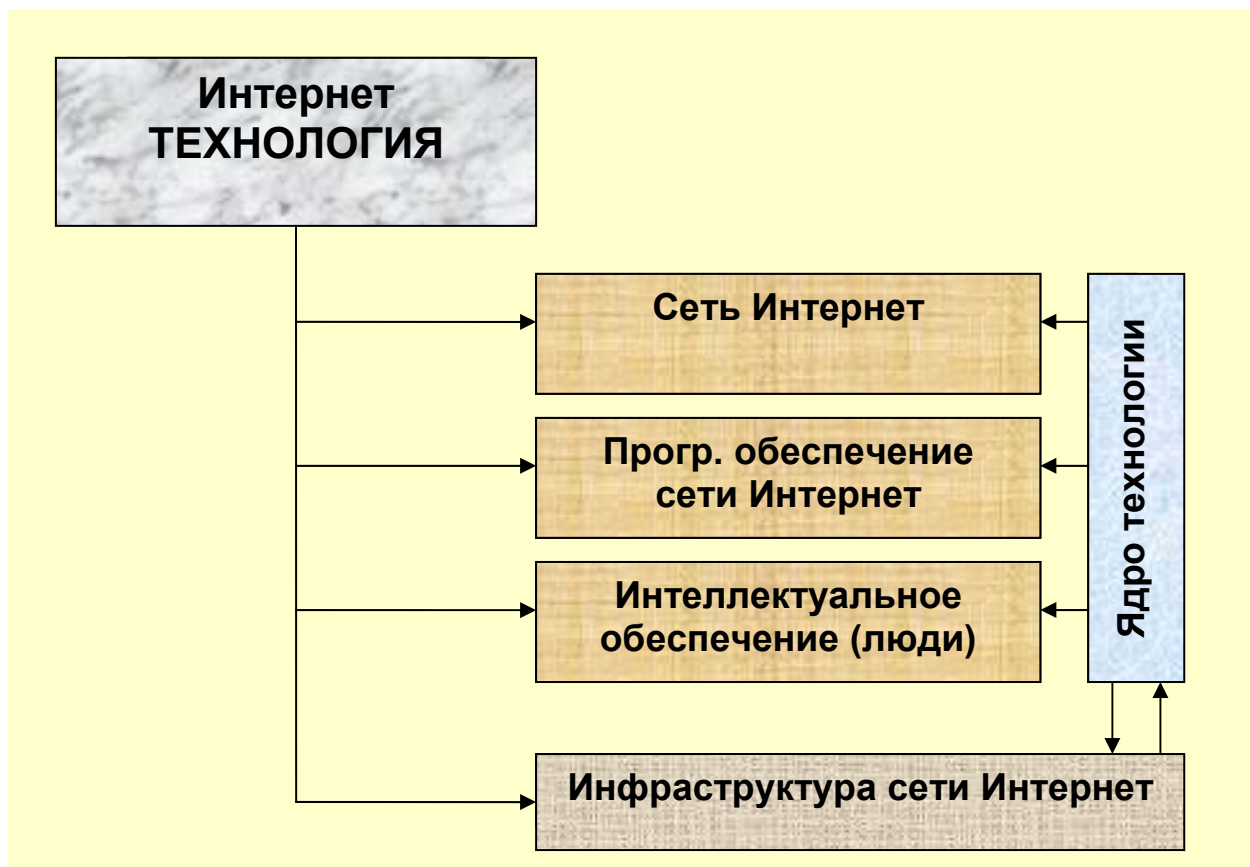 Интернет
ТЕХНОЛОГИЯ
Сеть Интернет
Прогр. обеспечение
сети Интернет
Интеллектуальное
обеспечение (люди)
Ядро технологии
Инфраструктура сети Интернет